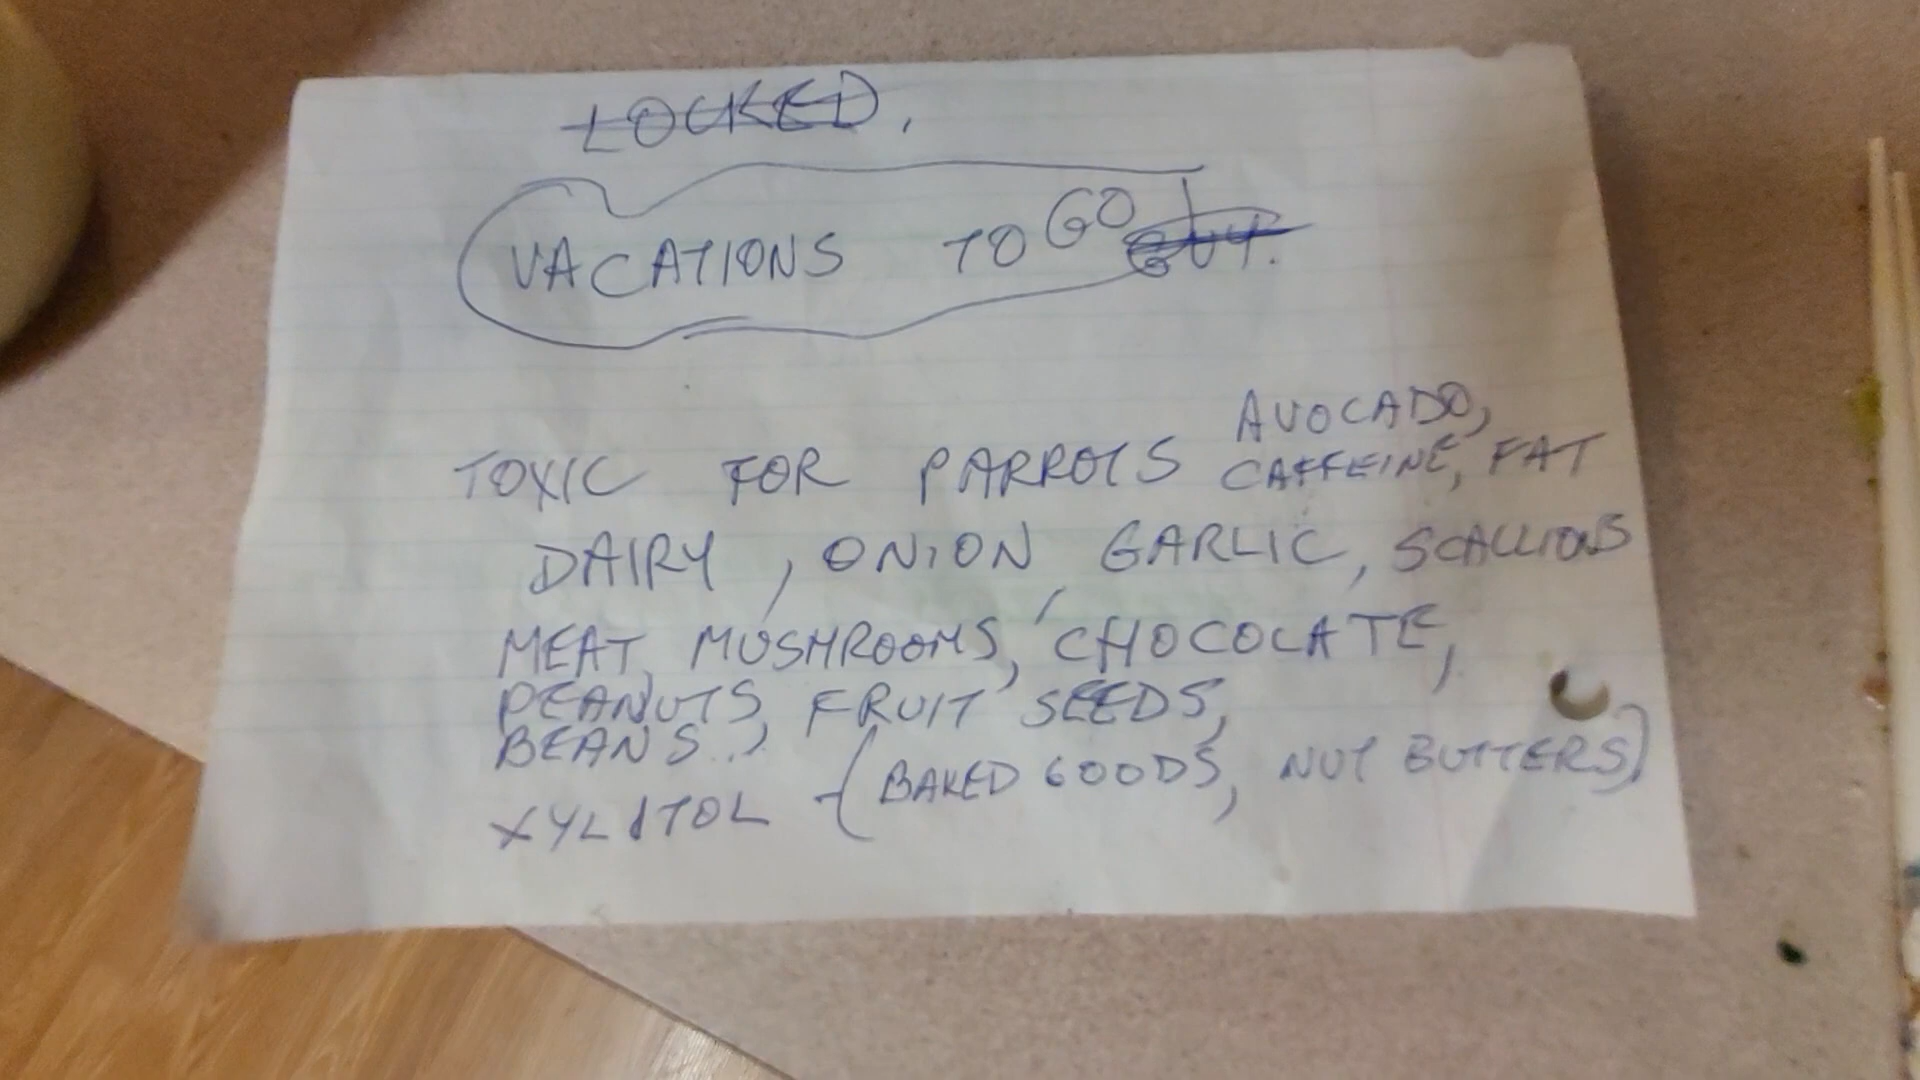 LOCKED,
VACATIONS TO GO
GUY.
TOXIC FOR PARROTS AVOCADO,
CAFFEINE, FAT
DAIRY, ONION, GARLIC, SCALLIONS
MEAT, MUSHROOMS, CHOCOLATE,
PEANUTS, FRUIT SEEDS,
BEANS..,
XYLITOL - (BAKED GOODS, NUT BUTTERS)